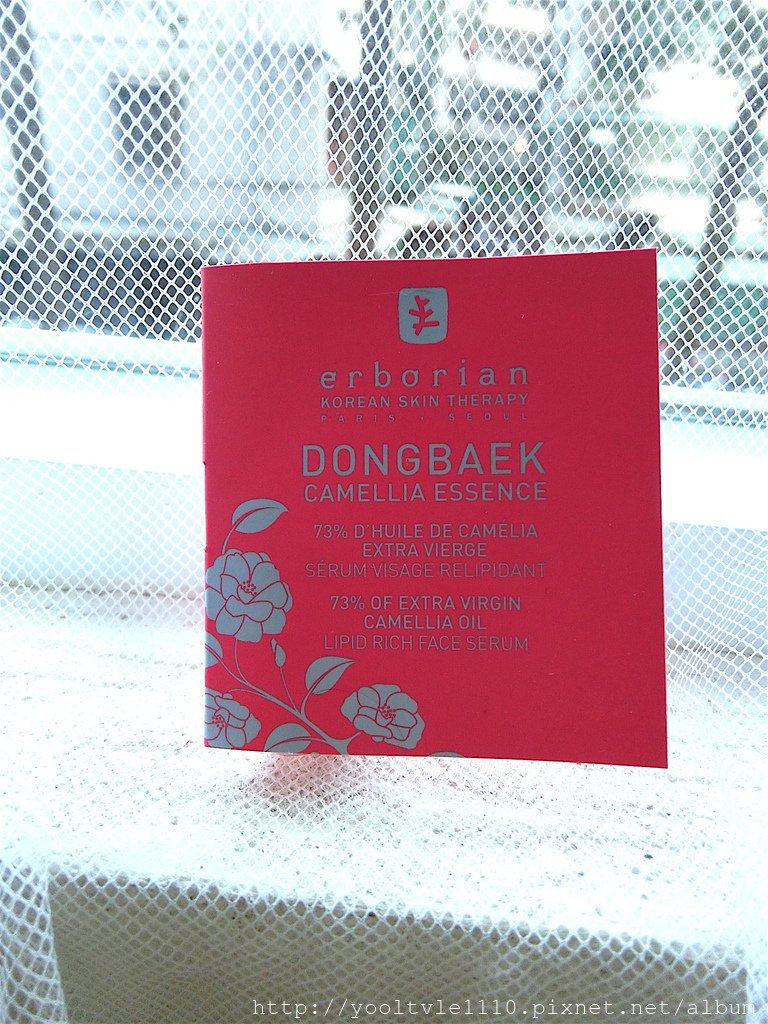 erborian
KOREAN SKIN THERAPY
PARIS . SEOUL
DONGBAEK
CAMELLIA ESSENCE
73% D'HUILE DE CAMÉLIA
EXTRA VIERGE
SÉRUM VISAGE RELIPIDANT
73% OF EXTRA VIRGIN
CAMELLIA OIL
LIPID RICH FACE SERUM
http://yooltvle1110.pixnet.net/album